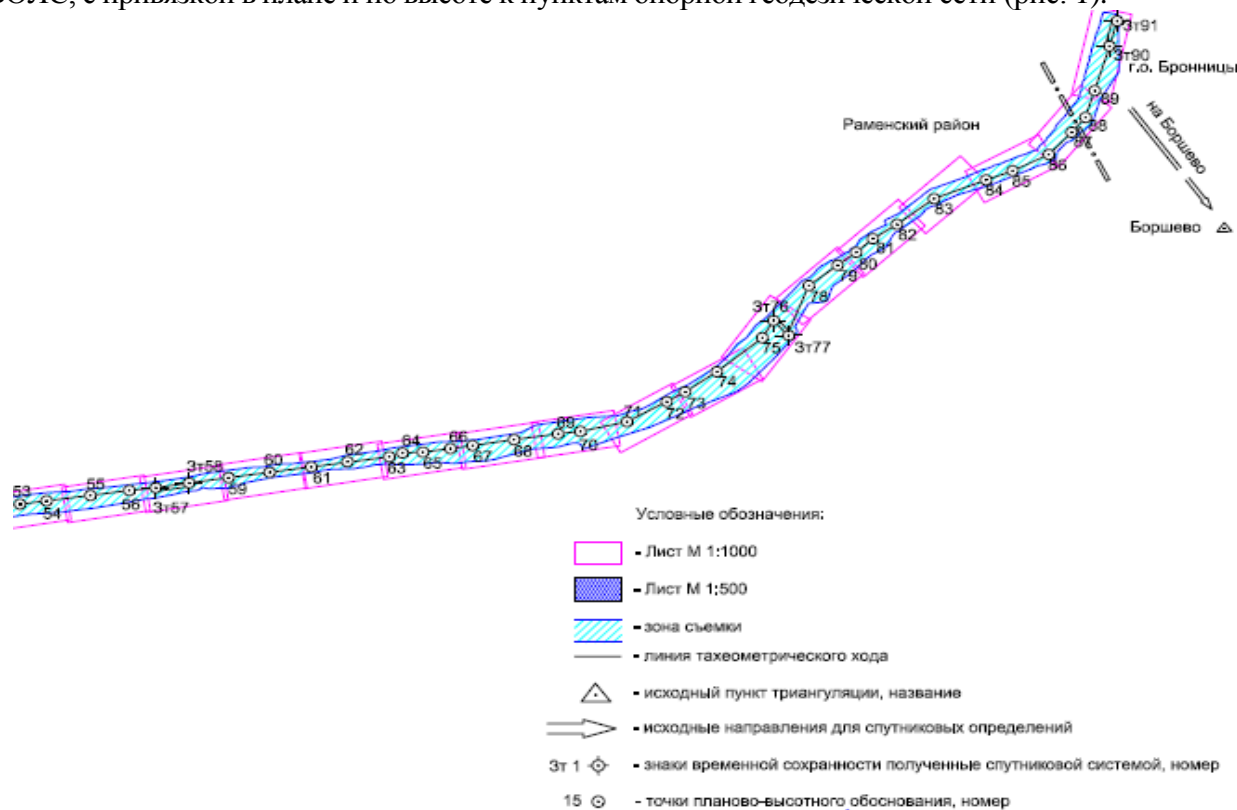 ВОЛС, с привязкой в плане и по высоте к пунктам опорной геодезической сети (рис. 1).
Зт91
Зт90
г.о. Бронницы
89
на Боршево
88
Раменский район
87
86
85
84
83
Боршево
82
81
80
79
78
Зт76
75
Зт77
74
73
72
71
69
70
68
66
67
64
65
62
63
60
61
Зт58
59
55
56
Зт57
53
54
Условные обозначения:
- Лист М 1:1000
- Лист М 1:500
- зона съемки
- линия тахеометрического хода
- исходный пункт триангуляции, название
- исходные направления для спутниковых определений
Зт 1 - знаки временной сохранности полученные спутниковой системой, номер
15 - точки планово-высотного обоснования, номер